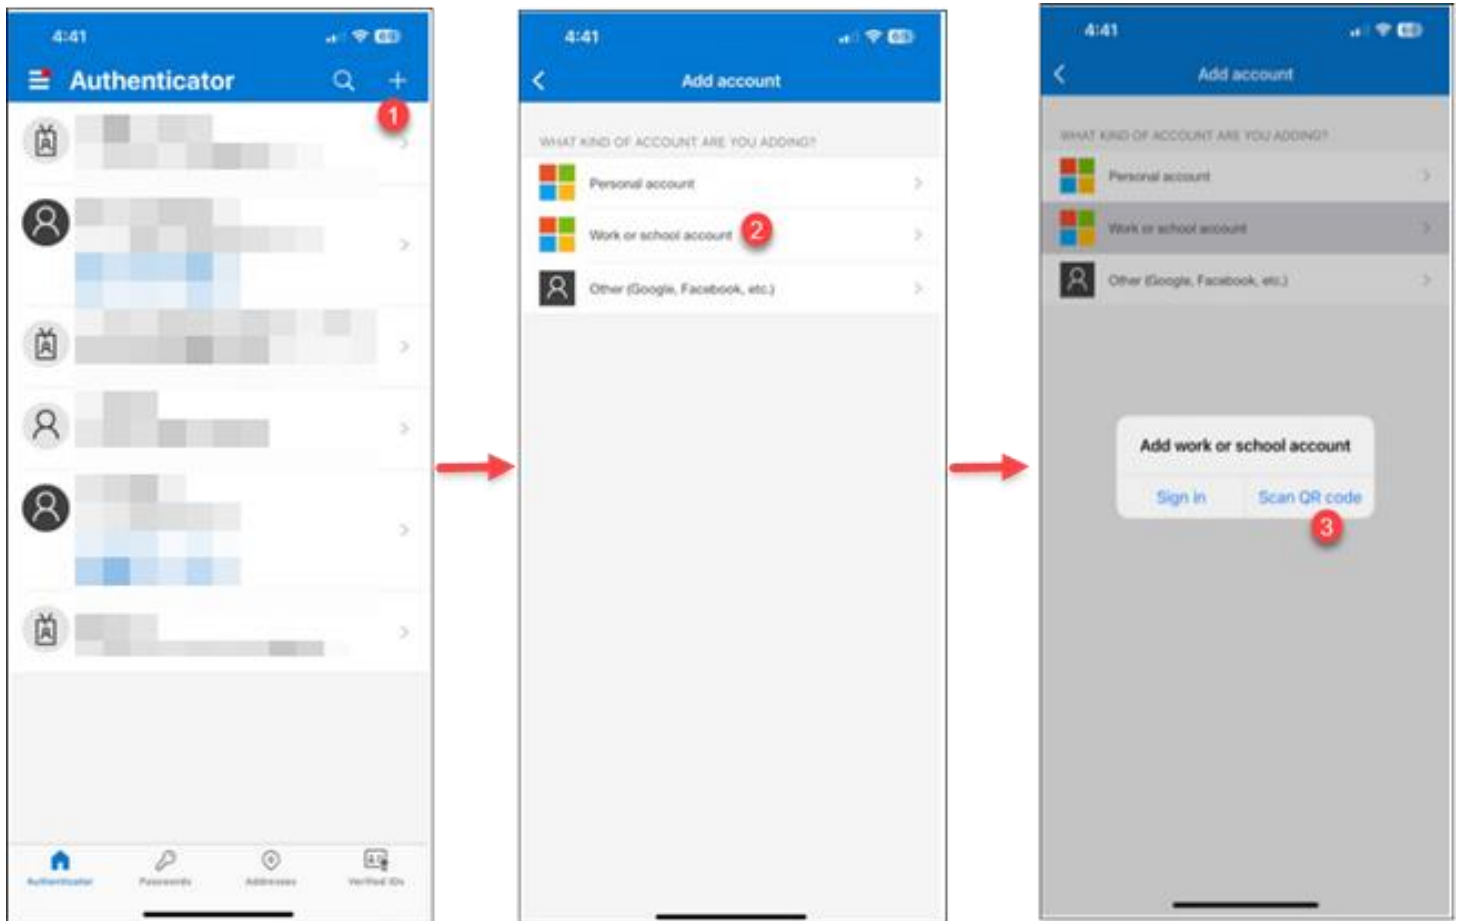 4:41
Authenticator
1
Authenticator
Passwords
Addresses
Verified IDs
4:41
Add account
WHAT KIND OF ACCOUNT ARE YOU ADDING?
Personal account
Work or school account 2
Other (Google, Facebook, etc.)
4:41
Add account
WHAT KIND OF ACCOUNT ARE YOU ADDING?
Personal account
Work or school account
Other (Google, Facebook, etc.)
Add work or school account
Sign in Scan QR code
3